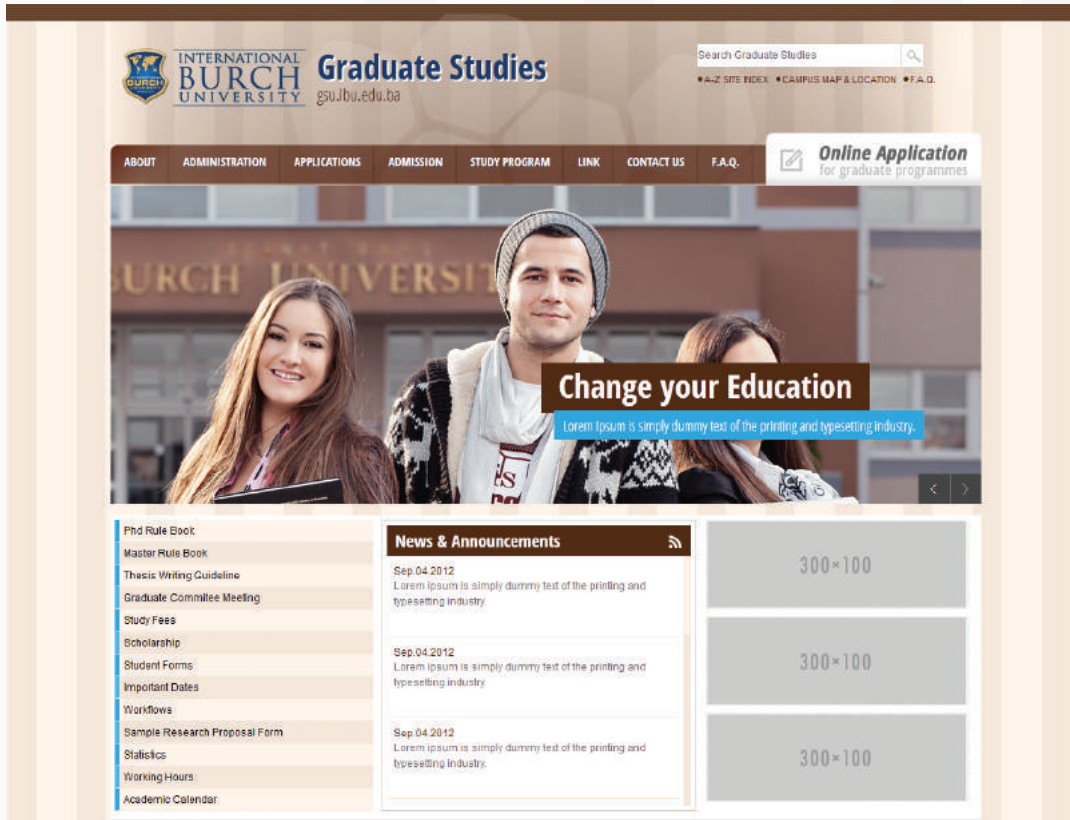 INTERNATIONAL
BURCH
UNIVERSITY
INTERNATIONAL
BURCH
UNIVERSITY
Graduate Studies
gsu.ibu.edu.ba
Search Graduate Studies
A-Z SITE INDEX CAMPUS MAP & LOCATION F.A.Q.
ABOUT ADMINISTRATION APPLICATIONS ADMISSION STUDY PROGRAM LINK CONTACT US F.A.Q.
Online Application
for graduate programmes
BURCH UNIVERSIT
Change your Education
Lorem Ipsum is simply dummy text of the printing and typesetting industry.
Phd Rule Book
Master Rule Book
Thesis Writing Guideline
Graduate Commitee Meeting
Study Fees
Scholarship
Student Forms
Important Dates
Workflows
Sample Research Proposal Form
Statistics
Working Hours
Academic Calendar
News & Announcements
Sep.04.2012
Lorem ipsum is simply dummy text of the printing and
typesetting industry.
Sep.04.2012
Lorem ipsum is simply dummy text of the printing and
typesetting industry.
Sep.04.2012
Lorem ipsum is simply dummy text of the printing and
typesetting industry.
300×100
300×100
300×100